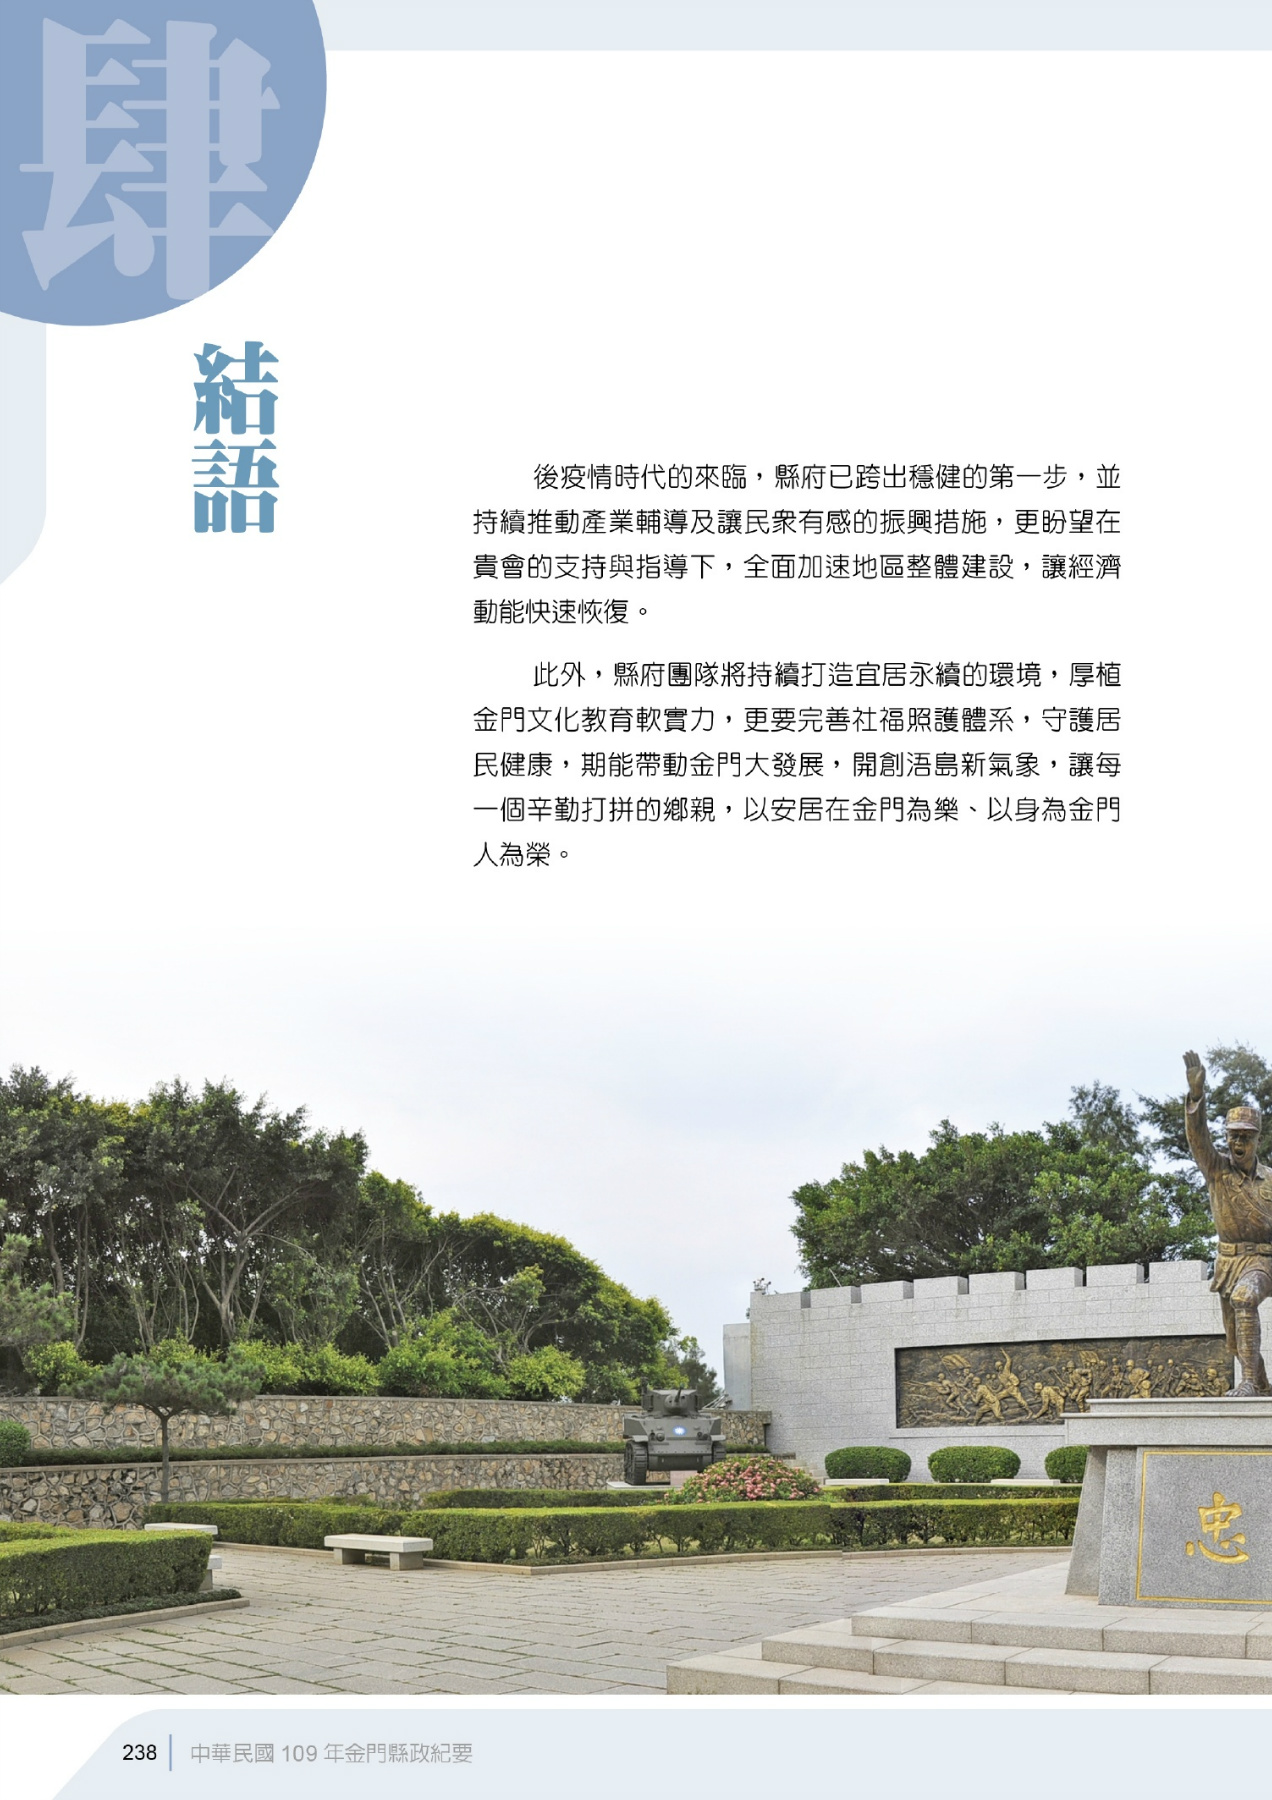 肆
結語
後疫情時代的來臨，縣府已跨出穩健的第一步，並
持續推動產業輔導及讓民眾有感的振興措施，更盼望在
貴會的支持與指導下，全面加速地區整體建設，讓經濟
動能快速恢復。
此外，縣府團隊將持續打造宜居永續的環境，厚植
金門文化教育軟實力，更要完善社福照護體系，守護居
民健康，期能帶動金門大發展，開創浯島新氣象，讓每
一個辛勤打拼的鄉親，以安居在金門為樂、以身為金門
人為榮。
忠
238 中華民國 109 年金門縣政紀要